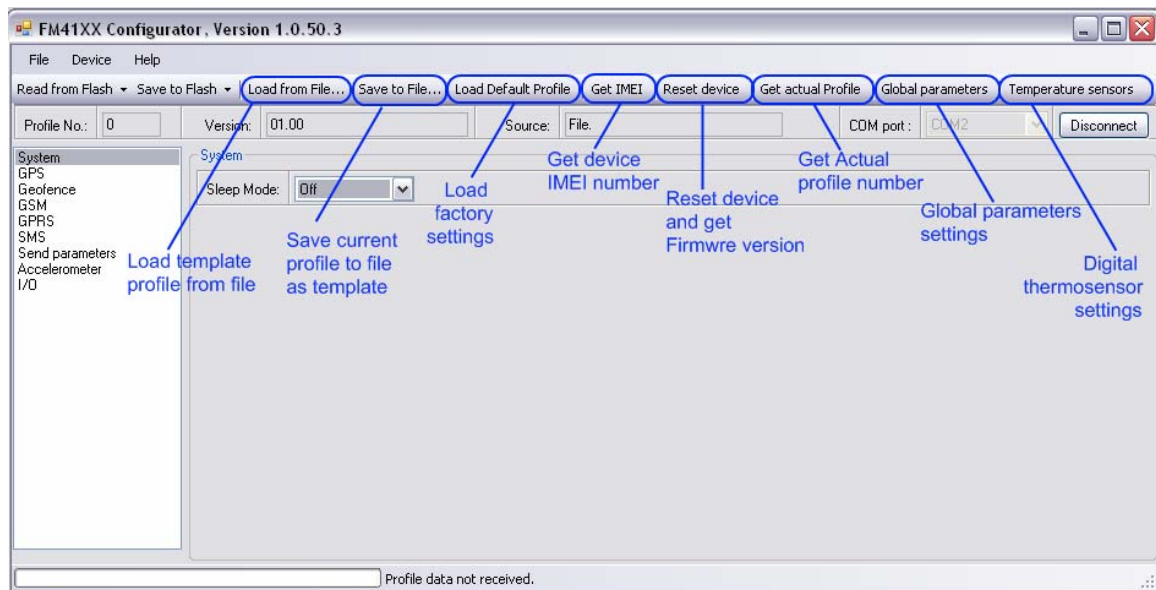 FM41XX Configurator, Version 1.0.50.3
File Device Help
Read from Flash Save to Flash Load from File... Save to File... Load Default Profile Get IMEI Reset device Get actual Profile Global parameters Temperature sensors
Profile No.: 0 Version: 01.00 Source: File. COM port : COM2 Disconnect
System
GPS
Geofence
GSM
GPRS
SMS
Send parameters
Accelerometer
I/O
System
Sleep Mode: Off
Load template
profile from file
Save current
profile to file
as template
Load
factory
settings
Get device
IMEI number
Reset device
and get
Firmwre version
Get Actual
profile number
Global parameters
settings
Digital
thermosensor
settings
Profile data not received.